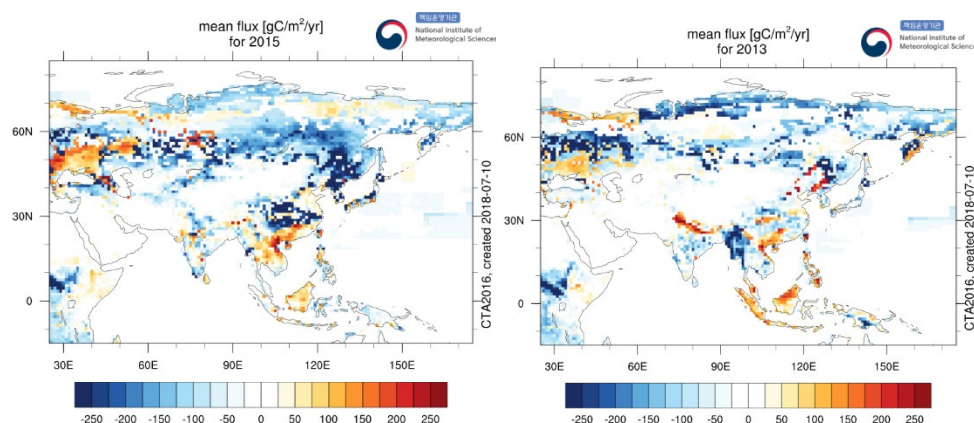 mean flux [gC/m²/yr]
for 2015
책임운영기관
National Institute of
Meteorological Sciences
60N
30N
0
30E
60E
90E
120E
150E
CTA2016, created 2018-07-10
-250
-200
-150
-100
-50
0
50
100
150
200
250
mean flux [gC/m²/yr]
for 2013
책임운영기관
National Institute of
Meteorological Science
60N
30N
0
30E
60E
90E
120E
150E
CTA2016, created 2018-07-10
-250
-200
-150
-100
-50
0
50
100
150
200
250